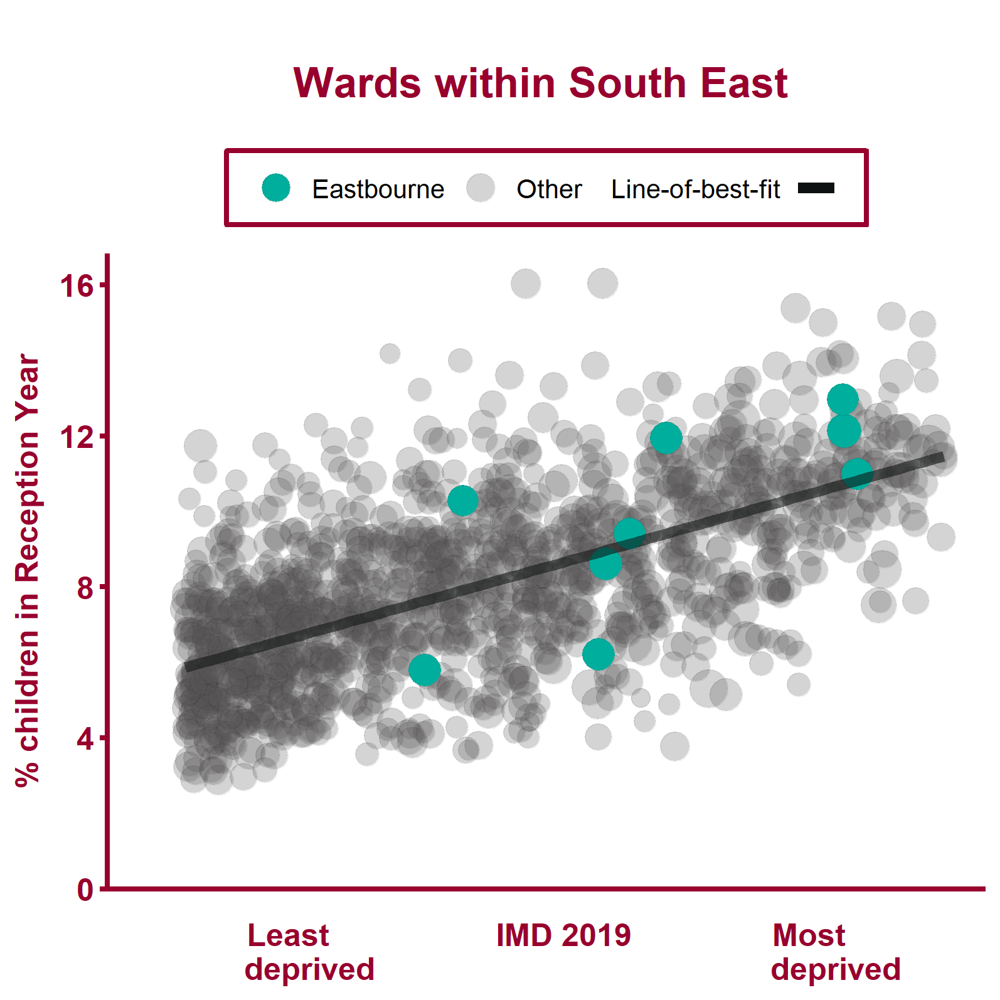 Wards within South East
Eastbourne
Other
Line-of-best-fit
% children in Reception Year
16
12
8
4
0
Least
deprived
IMD 2019
Most
deprived